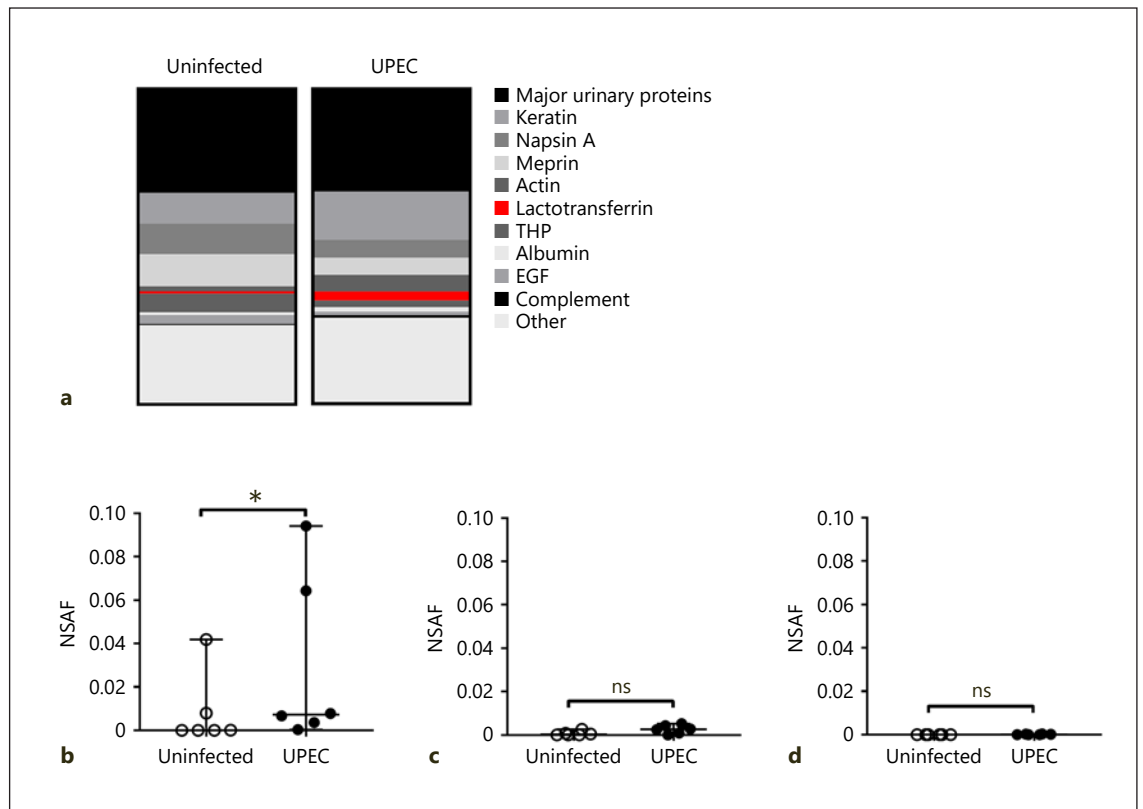 Uninfected UPEC
Major urinary proteins
Keratin
Napsin A
Meprin
Actin
Lactotransferrin
THP
Albumin
EGF
Complement
Other
a
*
0.10
0.08
0.06
0.04
0.02
0
NSAF
Uninfected UPEC
b
ns
0.10
0.08
0.06
0.04
0.02
0
NSAF
Uninfected UPEC
c
ns
0.10
0.08
0.06
0.04
0.02
0
NSAF
Uninfected UPEC
d